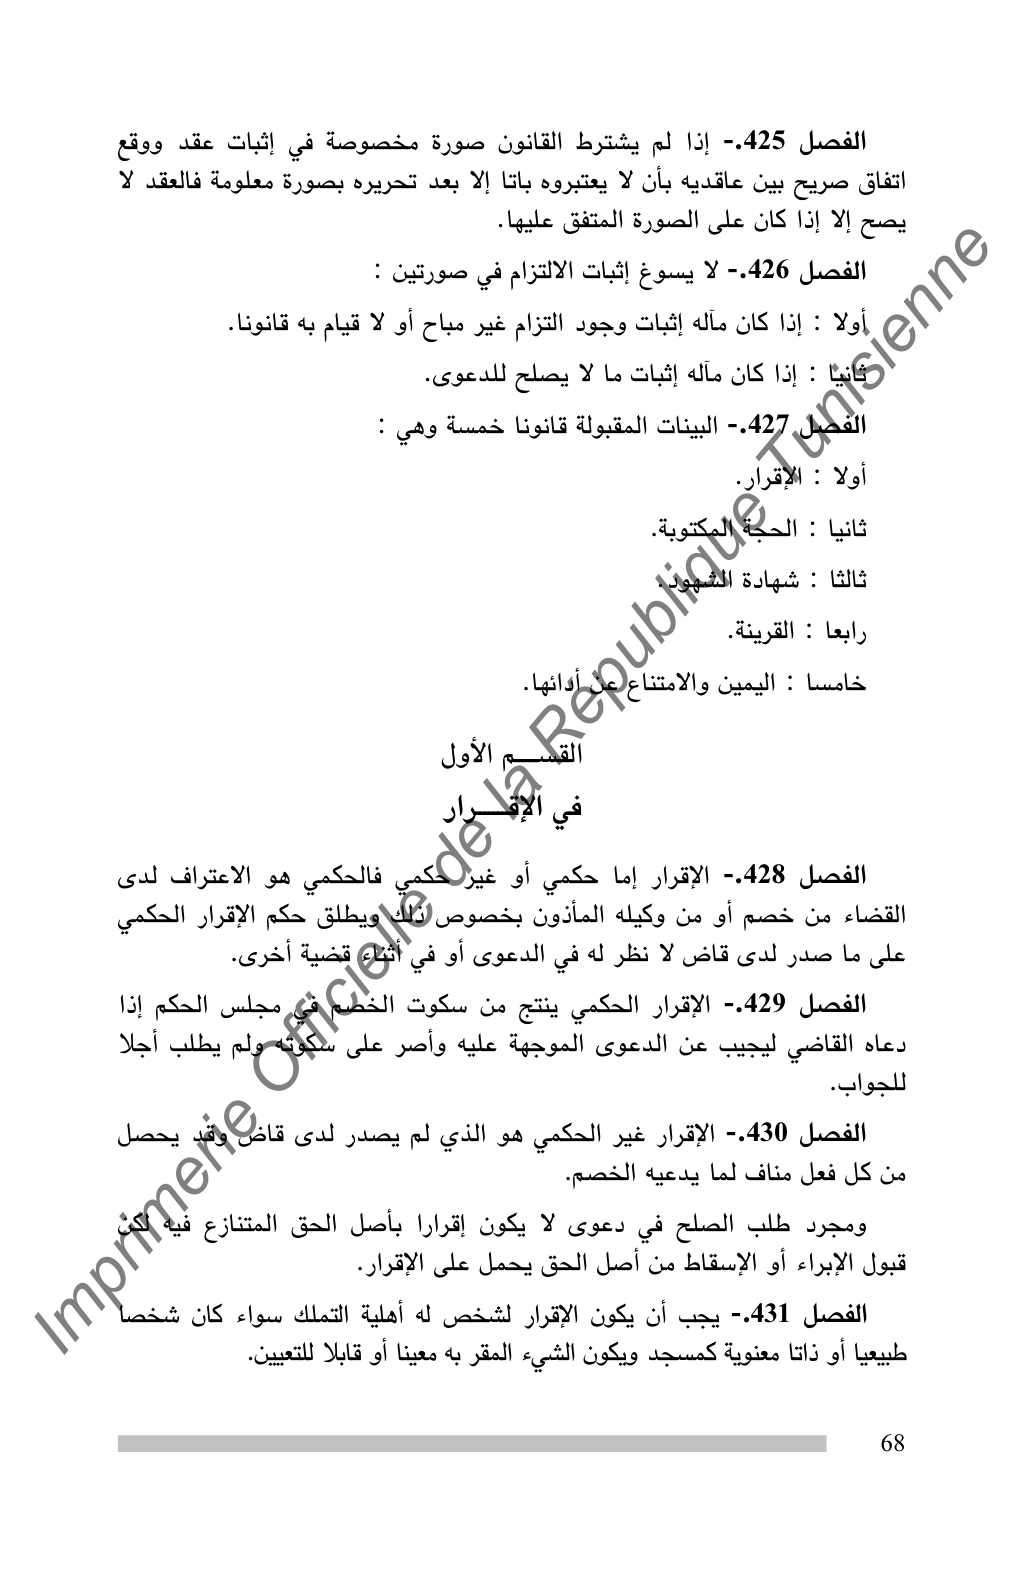 الفصل 425.- إذا لم يشترط القانون صورة مخصوصة في إثبات عقد ووقع
اتفاق صريح بين عاقديه بأن لا يعتبروه باتا إلا بعد تحريره بصورة معلومة فالعقد لا
يصح إلا إذا كان على الصورة المتفق عليها.
الفصل 426.- لا يسوغ إثبات الالتزام في صورتين :
أولا : إذا كان مآله إثبات وجود التزام غير مباح أو لا قيام به قانونا.
ثانيا : إذا كان مآله إثبات ما لا يصلح للدعوى.
الفصل 427.- البينات المقبولة قانونا خمسة وهي :
أولا : الإقرار.
ثانيا : الحجة المكتوبة.
ثالثا : شهادة الشهود.
رابعا : القرينة.
خامسا : اليمين والامتناع عن أدائها.
القســـم الأول
في الإقـــرار
الفصل 428.- الإقرار إما حكمي أو غير حكمي فالحكمي هو الاعتراف لدى
القضاء من خصم أو من وكيله المأذون بخصوص ذلك ويطلق حكم الإقرار الحكمي
على ما صدر لدى قاض لا نظر له في الدعوى أو في أثناء قضية أخرى.
الفصل 429.- الإقرار الحكمي ينتج من سكوت الخصم في مجلس الحكم إذا
دعاه القاضي ليجيب عن الدعوى الموجهة عليه وأصر على سكوته ولم يطلب أجلا
للجواب.
الفصل 430.- الإقرار غير الحكمي هو الذي لم يصدر لدى قاض وقد يحصل
من كل فعل مناف لما يدعيه الخصم.
ومجرد طلب الصلح في دعوى لا يكون إقرارا بأصل الحق المتنازع فيه لكن
قبول الإبراء أو الإسقاط من أصل الحق يحمل على الإقرار.
الفصل 431.- يجب أن يكون الإقرار لشخص له أهلية التملك سواء كان شخصا
طبيعيا أو ذاتا معنوية كمسجد ويكون الشيء المقر به معينا أو قابلا للتعيين.
68
Imprimerie Officielle de la République Tunisienne